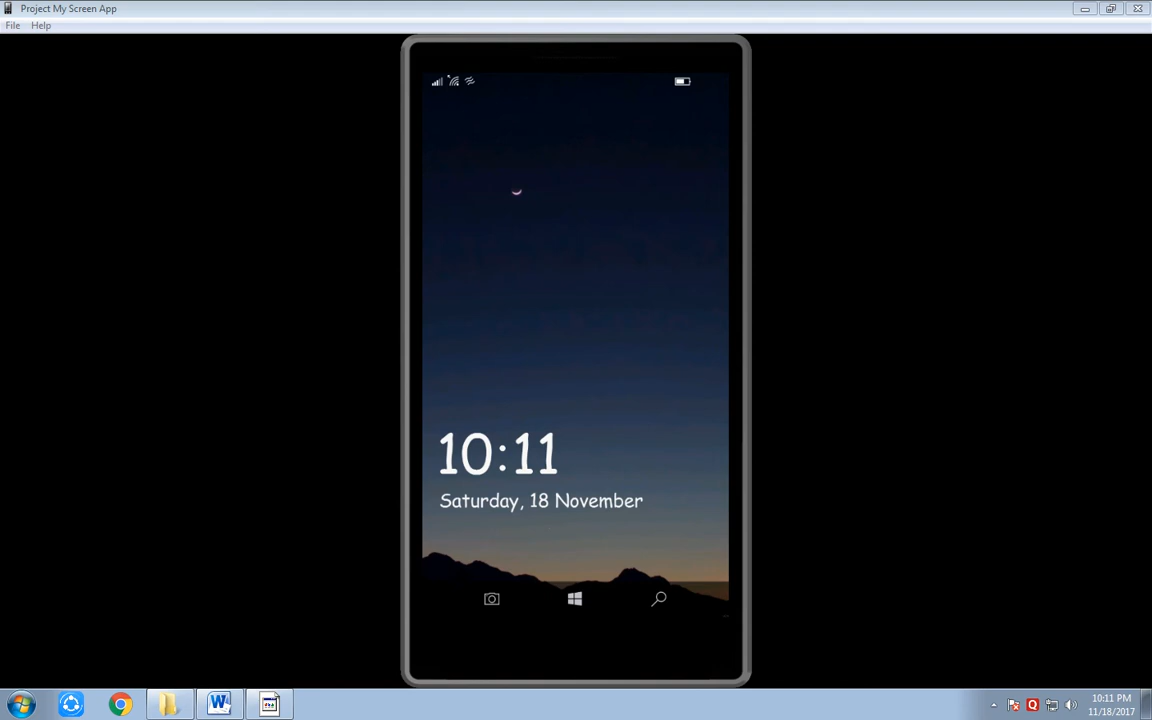 Project My Screen App
File Help
10:11
Saturday, 18 November
10:11 PM
11/18/2017